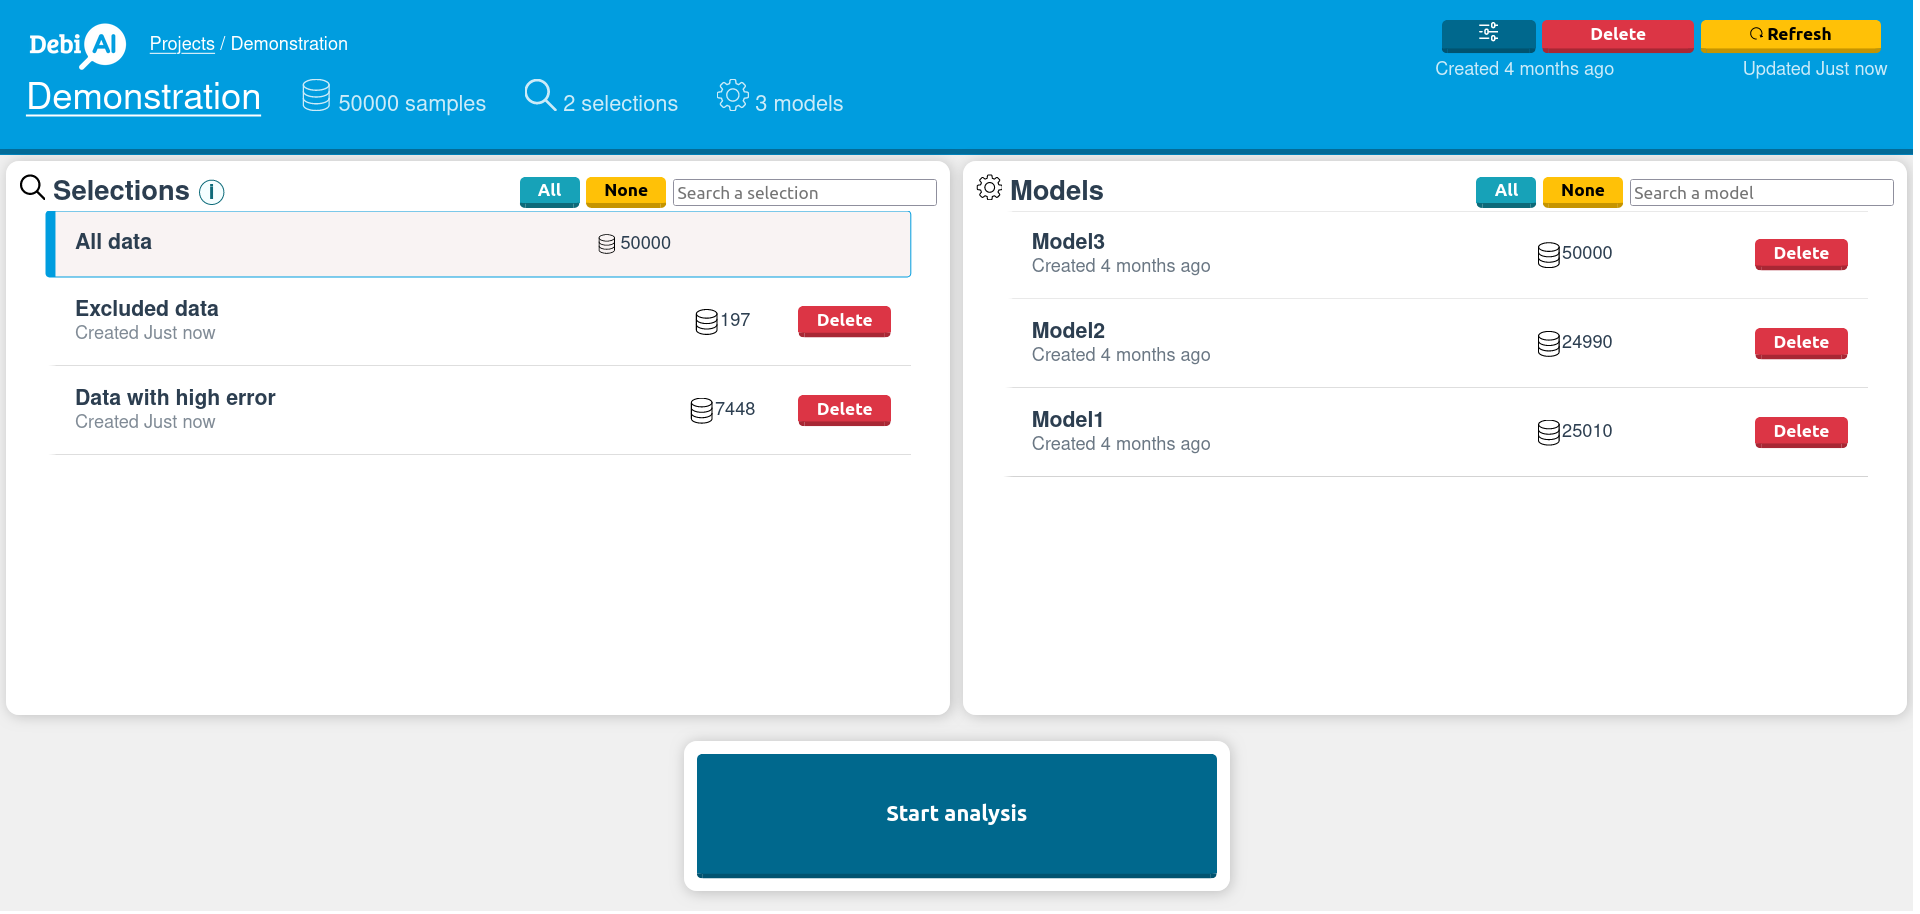 DebiAI
Projects / Demonstration
Delete
Refresh
Created 4 months ago
Updated Just now
Demonstration
50000 samples
2 selections
3 models
Selections i
All
None
Search a selection
All data
50000
Excluded data
Created Just now
197
Delete
Data with high error
Created Just now
7448
Delete
Models
All
None
Search a model
Model3
Created 4 months ago
50000
Delete
Model2
Created 4 months ago
24990
Delete
Model1
Created 4 months ago
25010
Delete
Start analysis